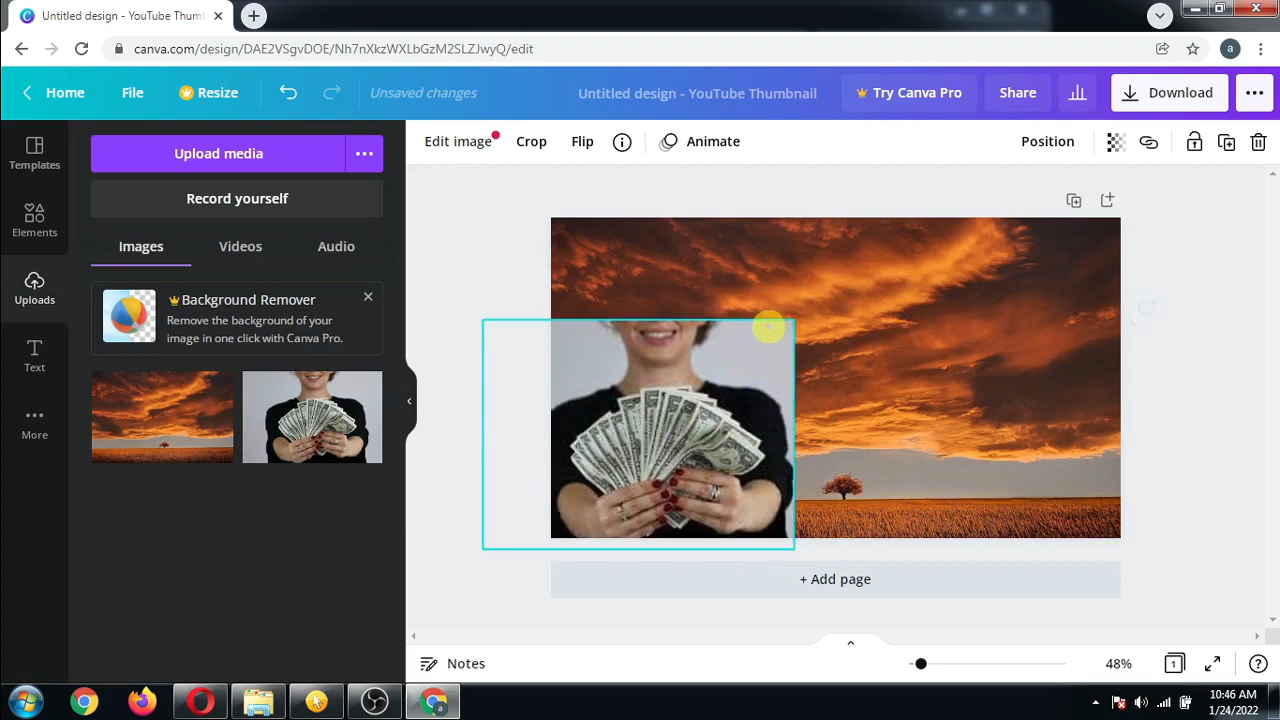 Untitled design - YouTube Thumb
canva.com/design/DAE2VSgvDOE/Nh7nXkzWXLbGzM2SLZJwyQ/edit
a
Home
File
Resize
Unsaved changes
Untitled design - YouTube Thumbnail
Try Canva Pro
Share
Download
Templates
Elements
Uploads
Text
More
Upload media
Record yourself
Images
Videos
Audio
Background Remover
Remove the background of your
image in one click with Canva Pro.
Edit image
Crop
Flip
Animate
Position
+ Add page
Notes
48%
1
10:46 AM
1/24/2022